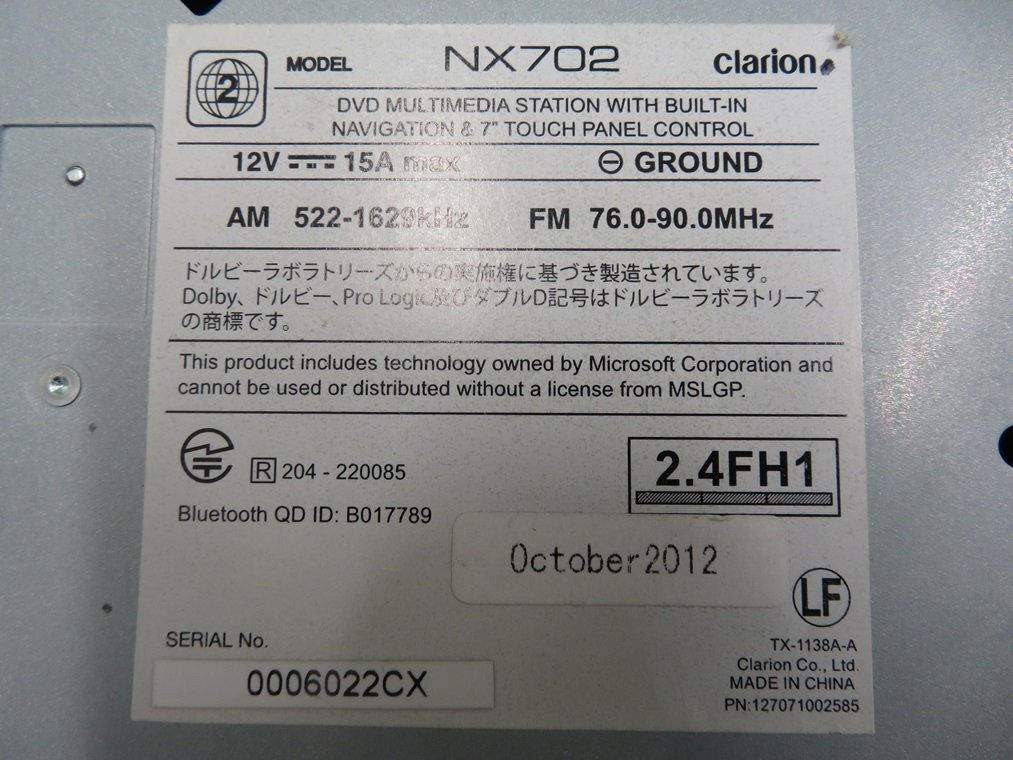 2
MODEL NX702 clarion
DVD MULTIMEDIA STATION WITH BUILT-IN
NAVIGATION & 7" TOUCH PANEL CONTROL
12V 15A max ⊖ GROUND
AM 522-1629kHz FM 76.0-90.0MHz
ドルビーラボラトリーズからの実施権に基づき製造されています。
Dolby、ドルビー、Pro Logic及びダブルD記号はドルビーラボラトリーズ
の商標です。
This product includes technology owned by Microsoft Corporation and
cannot be used or distributed without a license from MSLGP.
R 204 - 220085
2.4FH1
Bluetooth QD ID: B017789
October2012
LF
SERIAL No.
0006022CX
TX-1138A-A
Clarion Co., Ltd.
MADE IN CHINA
PN:127071002585